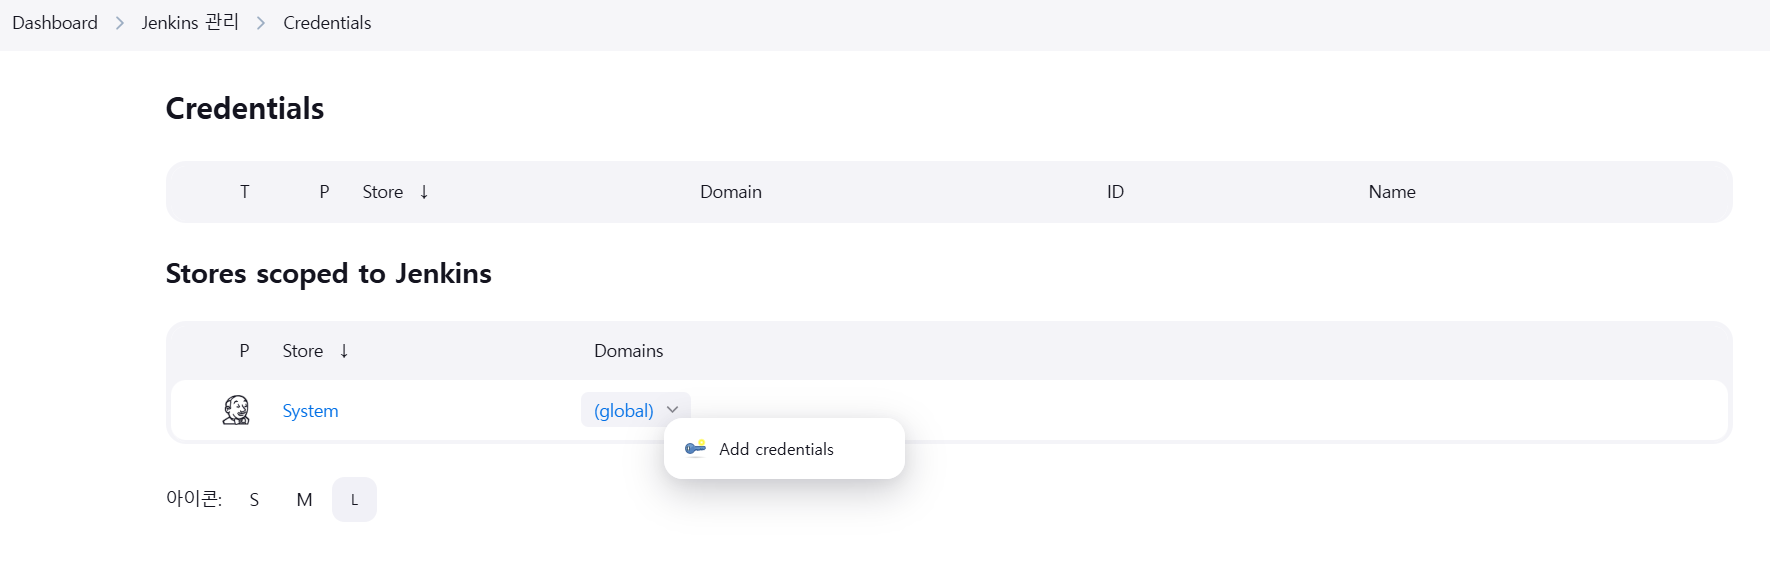 Dashboard > Jenkins 관리 > Credentials
Credentials
T P Store ↓ Domain ID Name
Stores scoped to Jenkins
P Store ↓ Domains
System (global)
Add credentials
아이콘: S M L